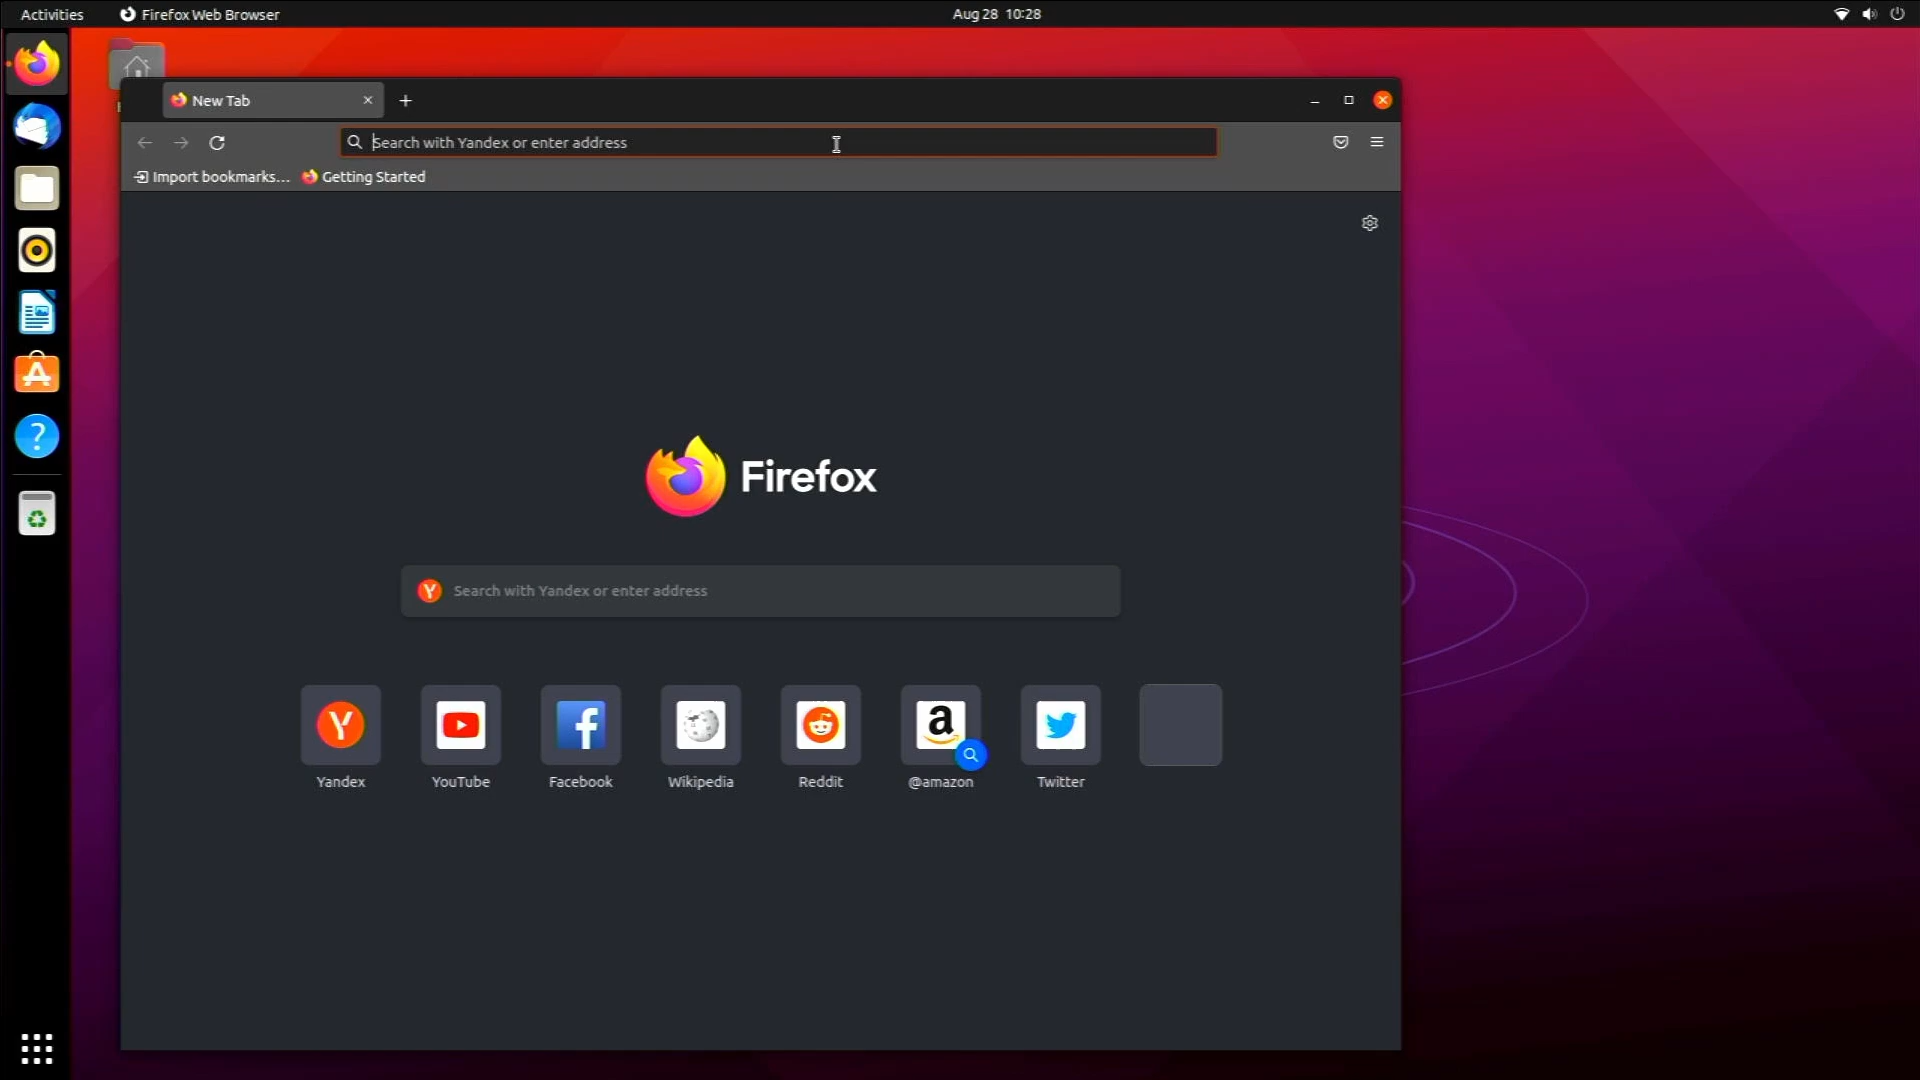 Activities
Firefox Web Browser
Aug 28 10:28
New Tab
Search with Yandex or enter address
Import bookmarks...
Getting Started
Firefox
Search with Yandex or enter address
Yandex
YouTube
Facebook
Wikipedia
Reddit
@amazon
Twitter